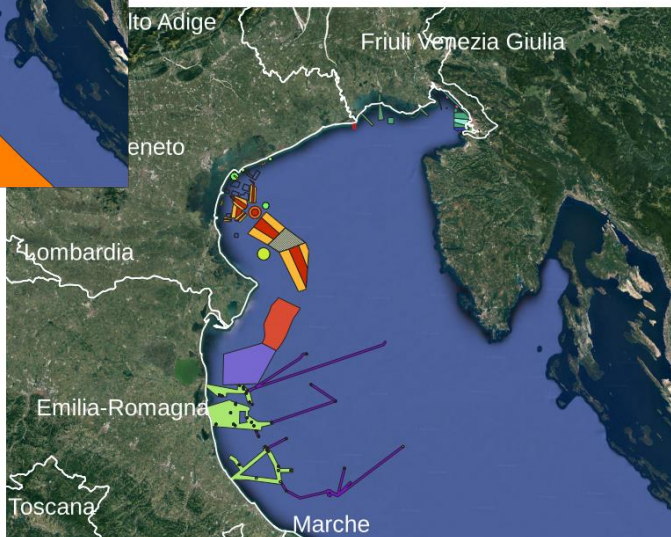 lto Adige
Friuli Venezia Giulia
eneto
Lombardia
Emilia-Romagna
Toscana
Marche